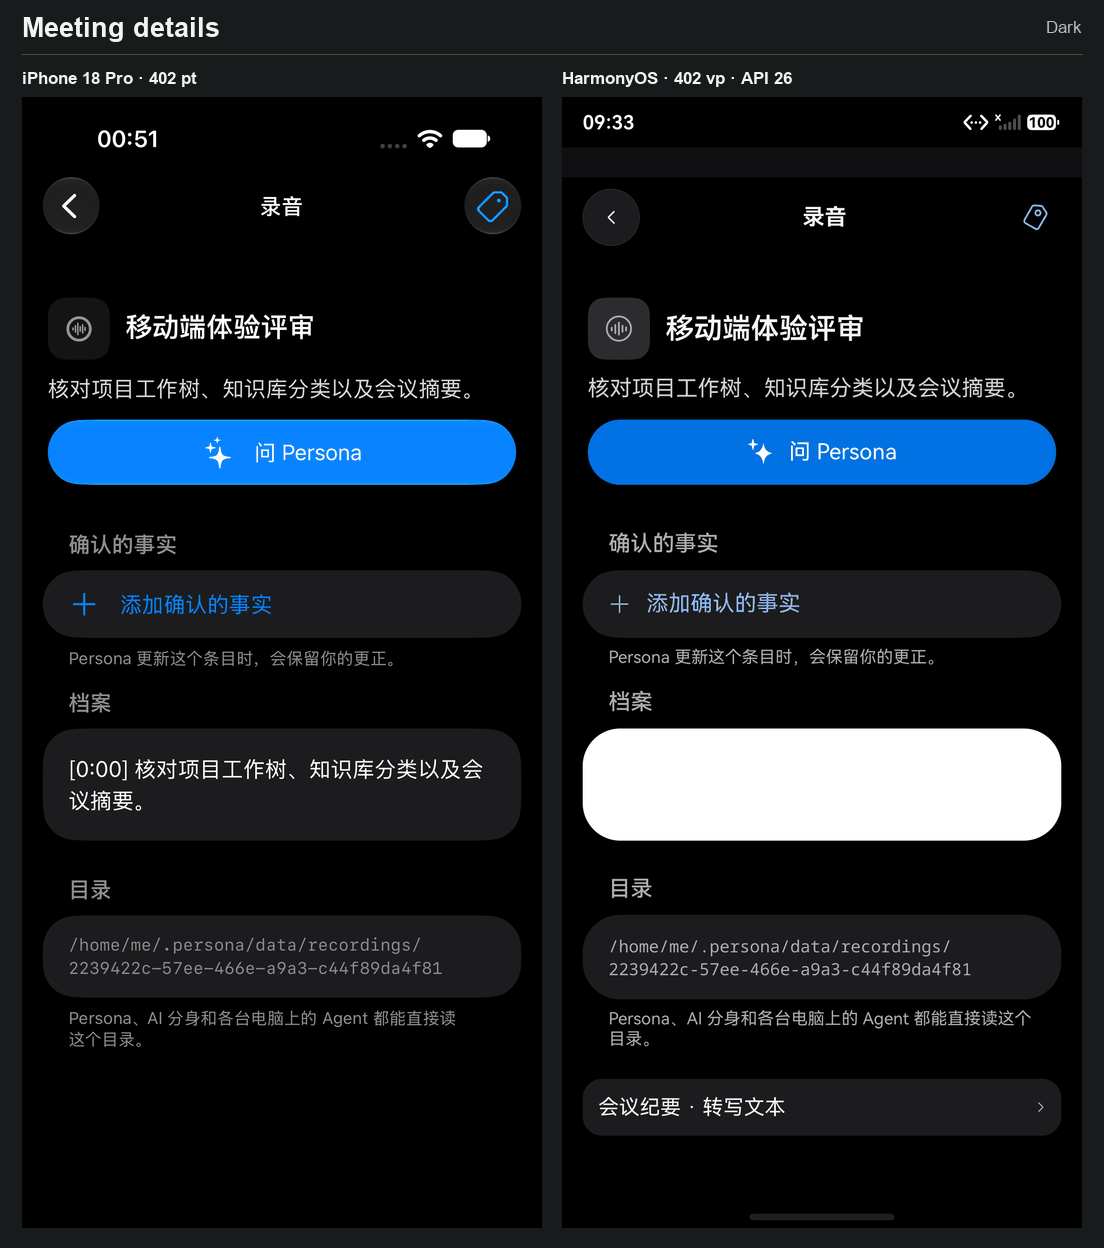 Meeting details
Dark
iPhone 18 Pro · 402 pt
00:51
录音
移动端体验评审
核对项目工作树、知识库分类以及会议摘要。
问 Persona
确认的事实
添加确认的事实
Persona 更新这个条目时，会保留你的更正。
档案
[0:00] 核对项目工作树、知识库分类以及会
议摘要。
目录
/home/me/.persona/data/recordings/
2239422c-57ee-466e-a9a3-c44f89da4f81
Persona、AI 分身和各台电脑上的 Agent 都能直接读
这个目录。
HarmonyOS · 402 vp · API 26
09:33
100
录音
移动端体验评审
核对项目工作树、知识库分类以及会议摘要。
问 Persona
确认的事实
添加确认的事实
Persona 更新这个条目时，会保留你的更正。
档案
目录
/home/me/.persona/data/recordings/
2239422c-57ee-466e-a9a3-c44f89da4f81
Persona、AI 分身和各台电脑上的 Agent 都能直接读这个
目录。
会议纪要 · 转写文本